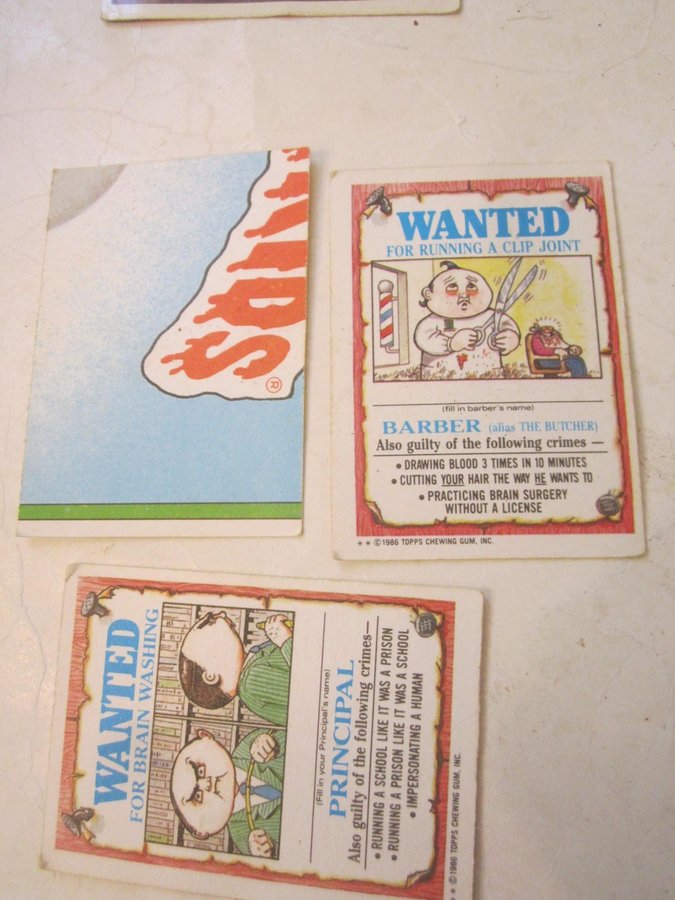 WANTED
FOR RUNNING A CLIP JOINT
(fill in barber's name)
BARBER (alias THE BUTCHER)
Also guilty of the following crimes —
• DRAWING BLOOD 3 TIMES IN 10 MINUTES
• CUTTING YOUR HAIR THE WAY HE WANTS TO
• PRACTICING BRAIN SURGERY
WITHOUT A LICENSE
* * ©1986 TOPPS CHEWING GUM, INC.
WANTED
FOR BRAIN WASHING
(Fill in your Principal's name)
PRINCIPAL
Also guilty of the following crimes—
• RUNNING A SCHOOL LIKE IT WAS A PRISON
• RUNNING A PRISON LIKE IT WAS A SCHOOL
• IMPERSONATING A HUMAN
* * ©1986 TOPPS CHEWING GUM, INC.